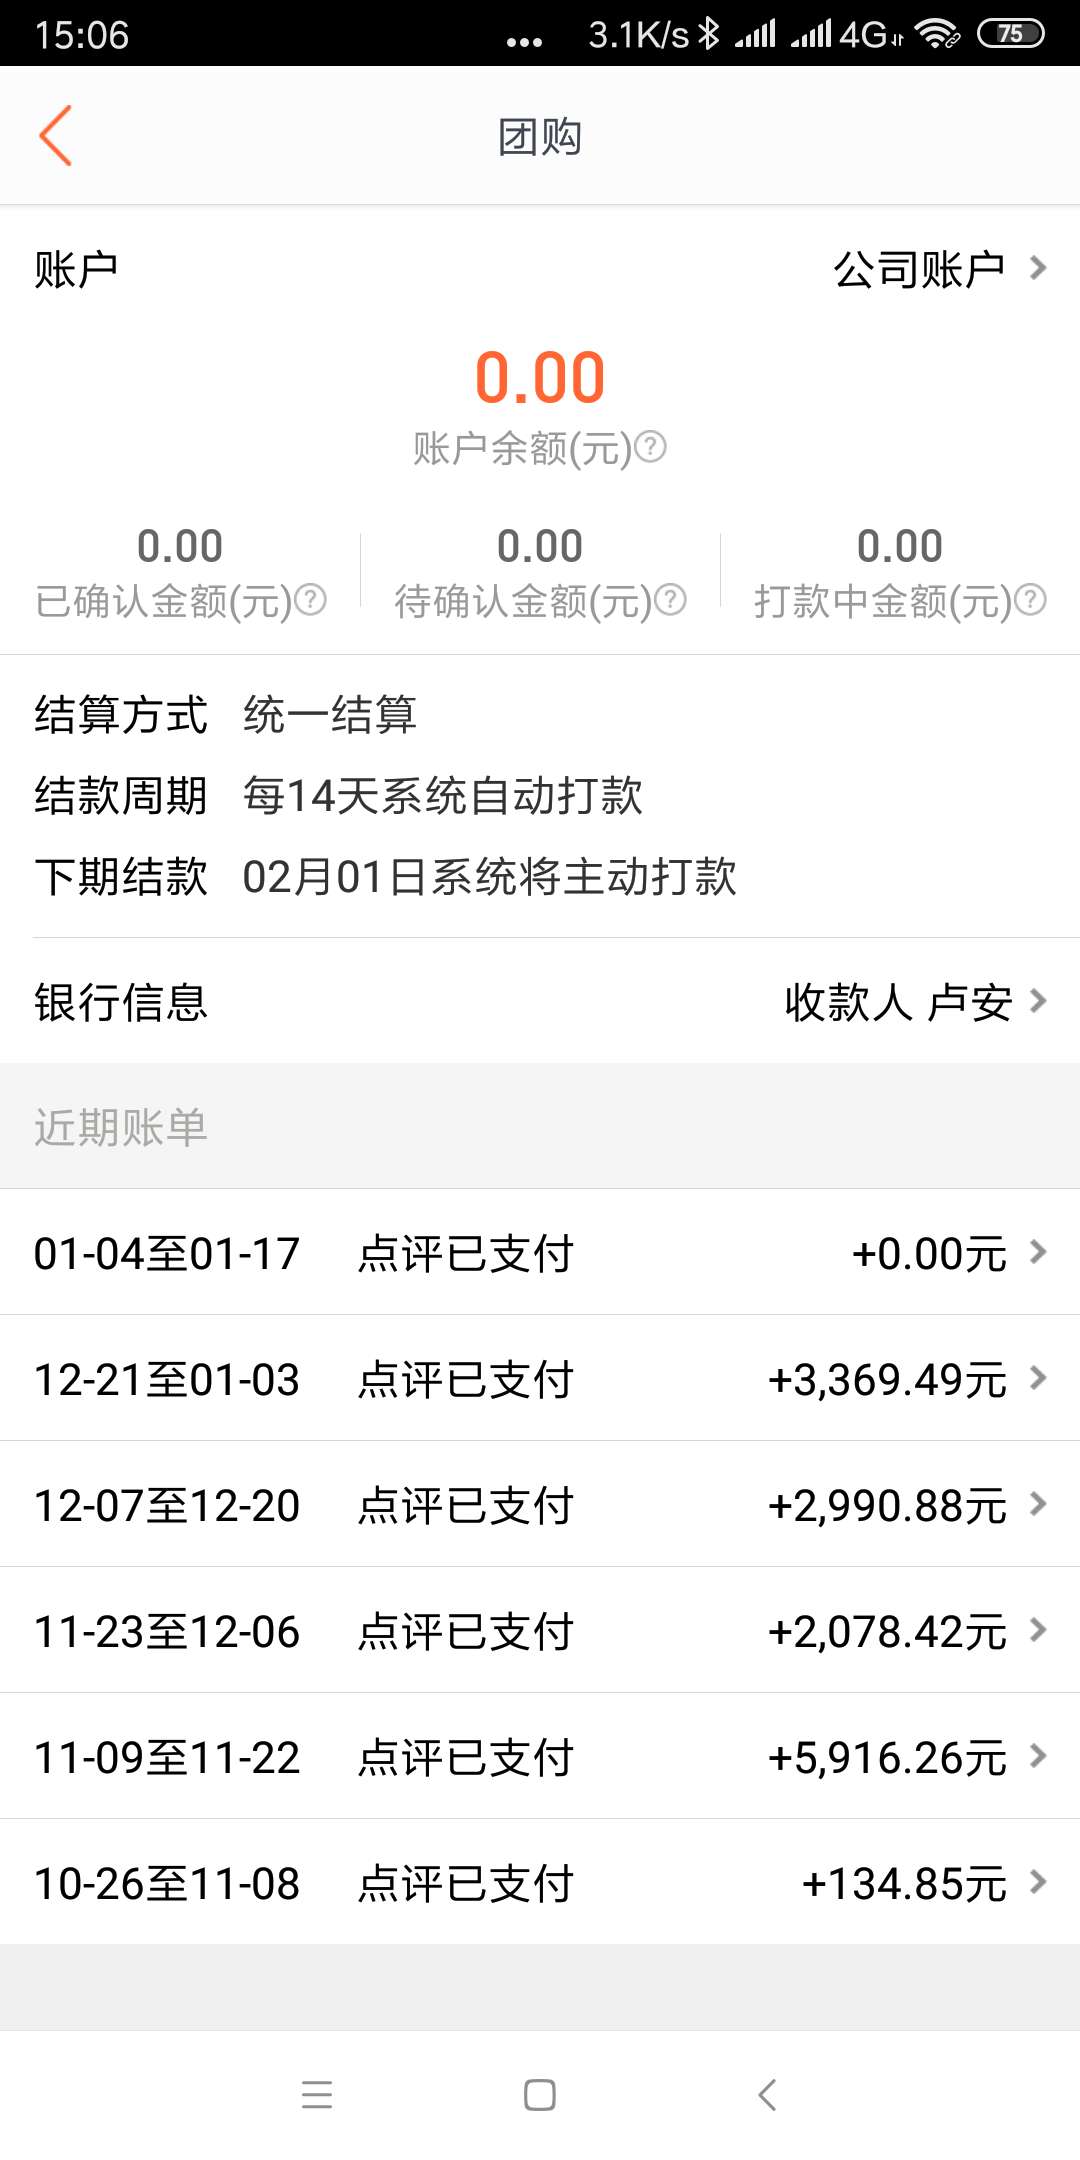 15:06 ... 3.1K/s 4G 75
团购
账户 公司账户
0.00
账户余额(元)?
0.00 0.00 0.00
已确认金额(元)? 待确认金额(元)? 打款中金额(元)?
结算方式 统一结算
结款周期 每14天系统自动打款
下期结款 02月01日系统将主动打款
银行信息 收款人 卢安
近期账单
01-04至01-17 点评已支付 +0.00元
12-21至01-03 点评已支付 +3,369.49元
12-07至12-20 点评已支付 +2,990.88元
11-23至12-06 点评已支付 +2,078.42元
11-09至11-22 点评已支付 +5,916.26元
10-26至11-08 点评已支付 +134.85元